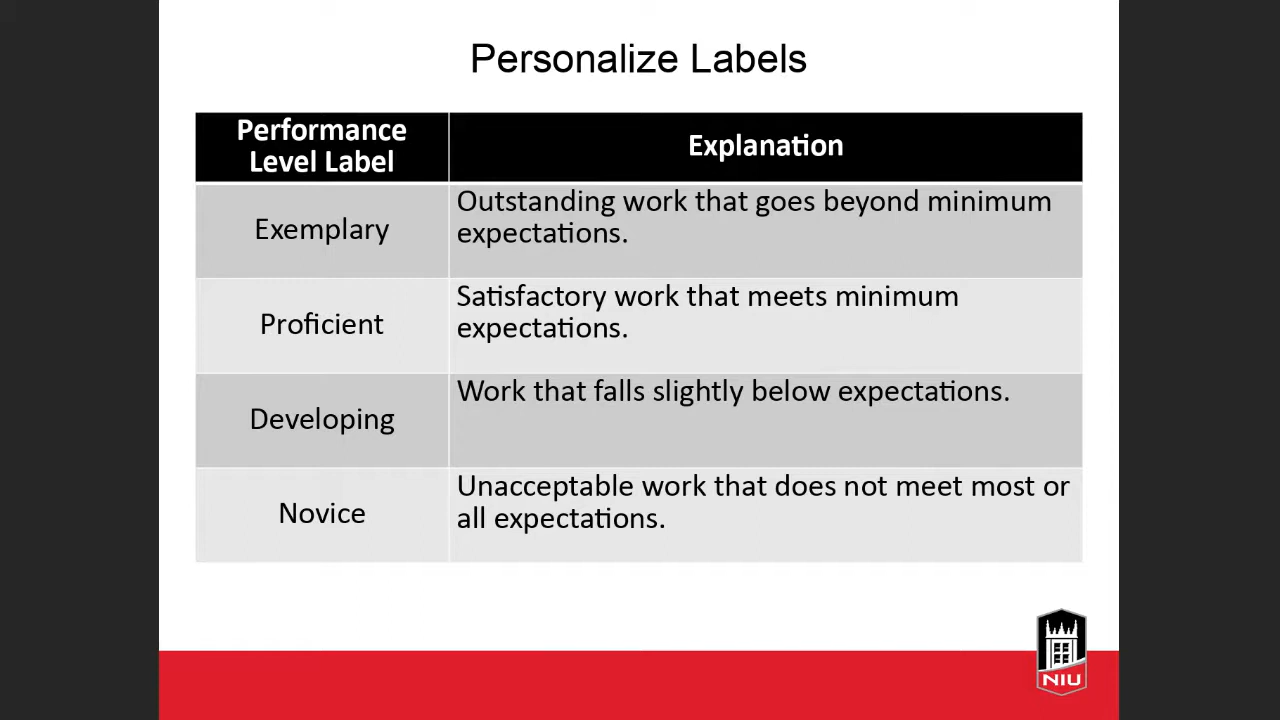 Personalize Labels
Performance
Level Label
Explanation
Exemplary
Outstanding work that goes beyond minimum
expectations.
Proficient
Satisfactory work that meets minimum
expectations.
Developing
Work that falls slightly below expectations.
Novice
Unacceptable work that does not meet most or
all expectations.
NIU